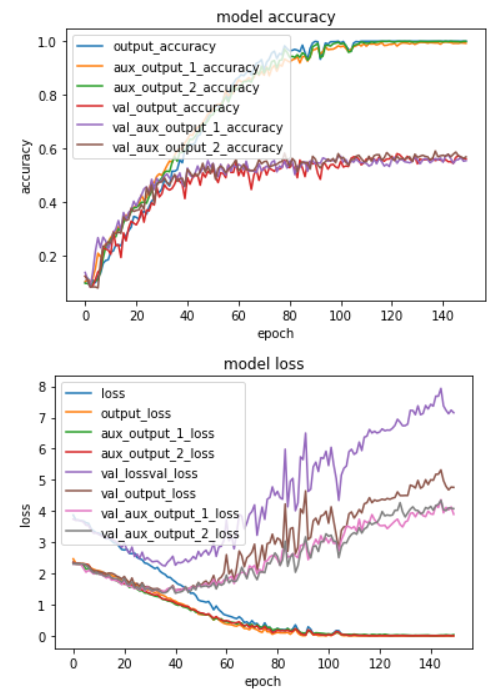 model accuracy
1.0
0.8
0.6
0.4
0.2
accuracy
output_accuracy
aux_output_1_accuracy
aux_output_2_accuracy
val_output_accuracy
val_aux_output_1_accuracy
val_aux_output_2_accuracy
0 20 40 60 80 100 120 140
epoch
model loss
8
7
6
5
4
3
2
1
0
loss
loss
output_loss
aux_output_1_loss
aux_output_2_loss
val_lossval_loss
val_output_loss
val_aux_output_1_loss
val_aux_output_2_loss
0 20 40 60 80 100 120 140
epoch